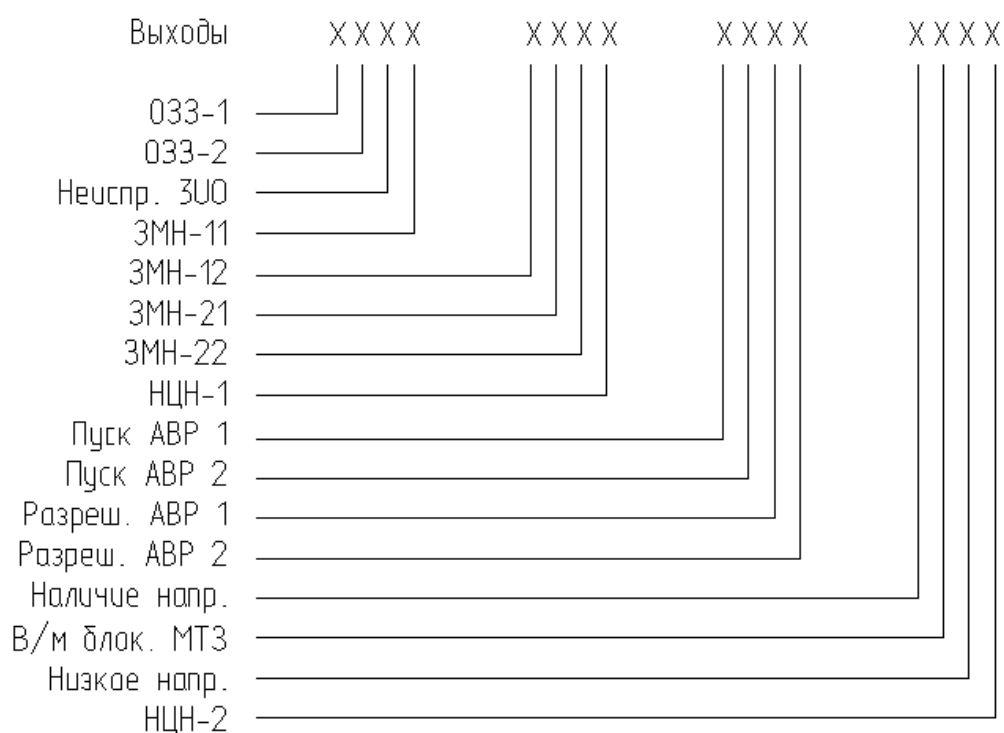 Выходы XXXX XXXX XXXX XXXX
ОЗЗ-1
ОЗЗ-2
Неиспр. 3U0
ЗМН-11
ЗМН-12
ЗМН-21
ЗМН-22
НЦН-1
Пуск АВР 1
Пуск АВР 2
Разреш. АВР 1
Разреш. АВР 2
Наличие напр.
В/м блок. МТЗ
Низкое напр.
НЦН-2